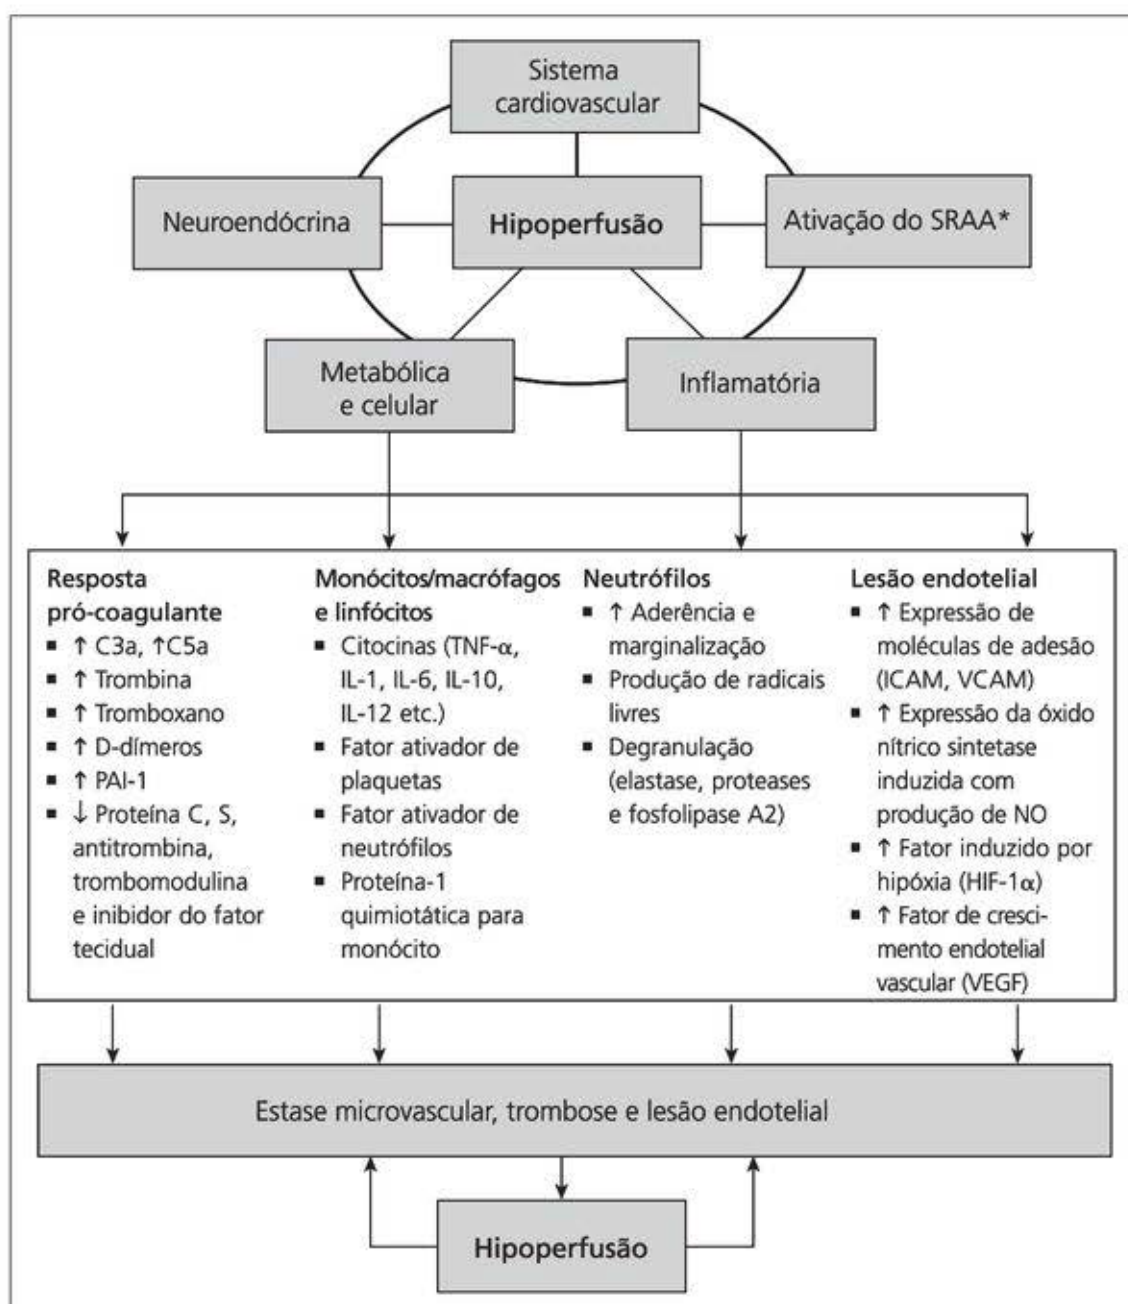 Sistema
cardiovascular
Neuroendócrina
Hipoperfusão
Ativação do SRAA*
Metabólica
e celular
Inflamatória
Resposta
pró-coagulante
▪ ↑ C3a, ↑C5a
▪ ↑ Trombina
▪ ↑ Tromboxano
▪ ↑ D-dímeros
▪ ↑ PAI-1
▪ ↓ Proteína C, S,
antitrombina,
trombomodulina
e inibidor do fator
tecidual
Monócitos/macrófagos
e linfócitos
▪ Citocinas (TNF-α,
IL-1, IL-6, IL-10,
IL-12 etc.)
▪ Fator ativador de
plaquetas
▪ Fator ativador de
neutrófilos
▪ Proteína-1
quimiotática para
monócito
Neutrófilos
▪ ↑ Aderência e
marginalização
▪ Produção de radicais
livres
▪ Degranulação
(elastase, proteases
e fosfolipase A2)
Lesão endotelial
▪ ↑ Expressão de
moléculas de adesão
(ICAM, VCAM)
▪ ↑ Expressão da óxido
nítrico sintetase
induzida com
produção de NO
▪ ↑ Fator induzido por
hipóxia (HIF-1α)
▪ ↑ Fator de cresci-
mento endotelial
vascular (VEGF)
Estase microvascular, trombose e lesão endotelial
Hipoperfusão